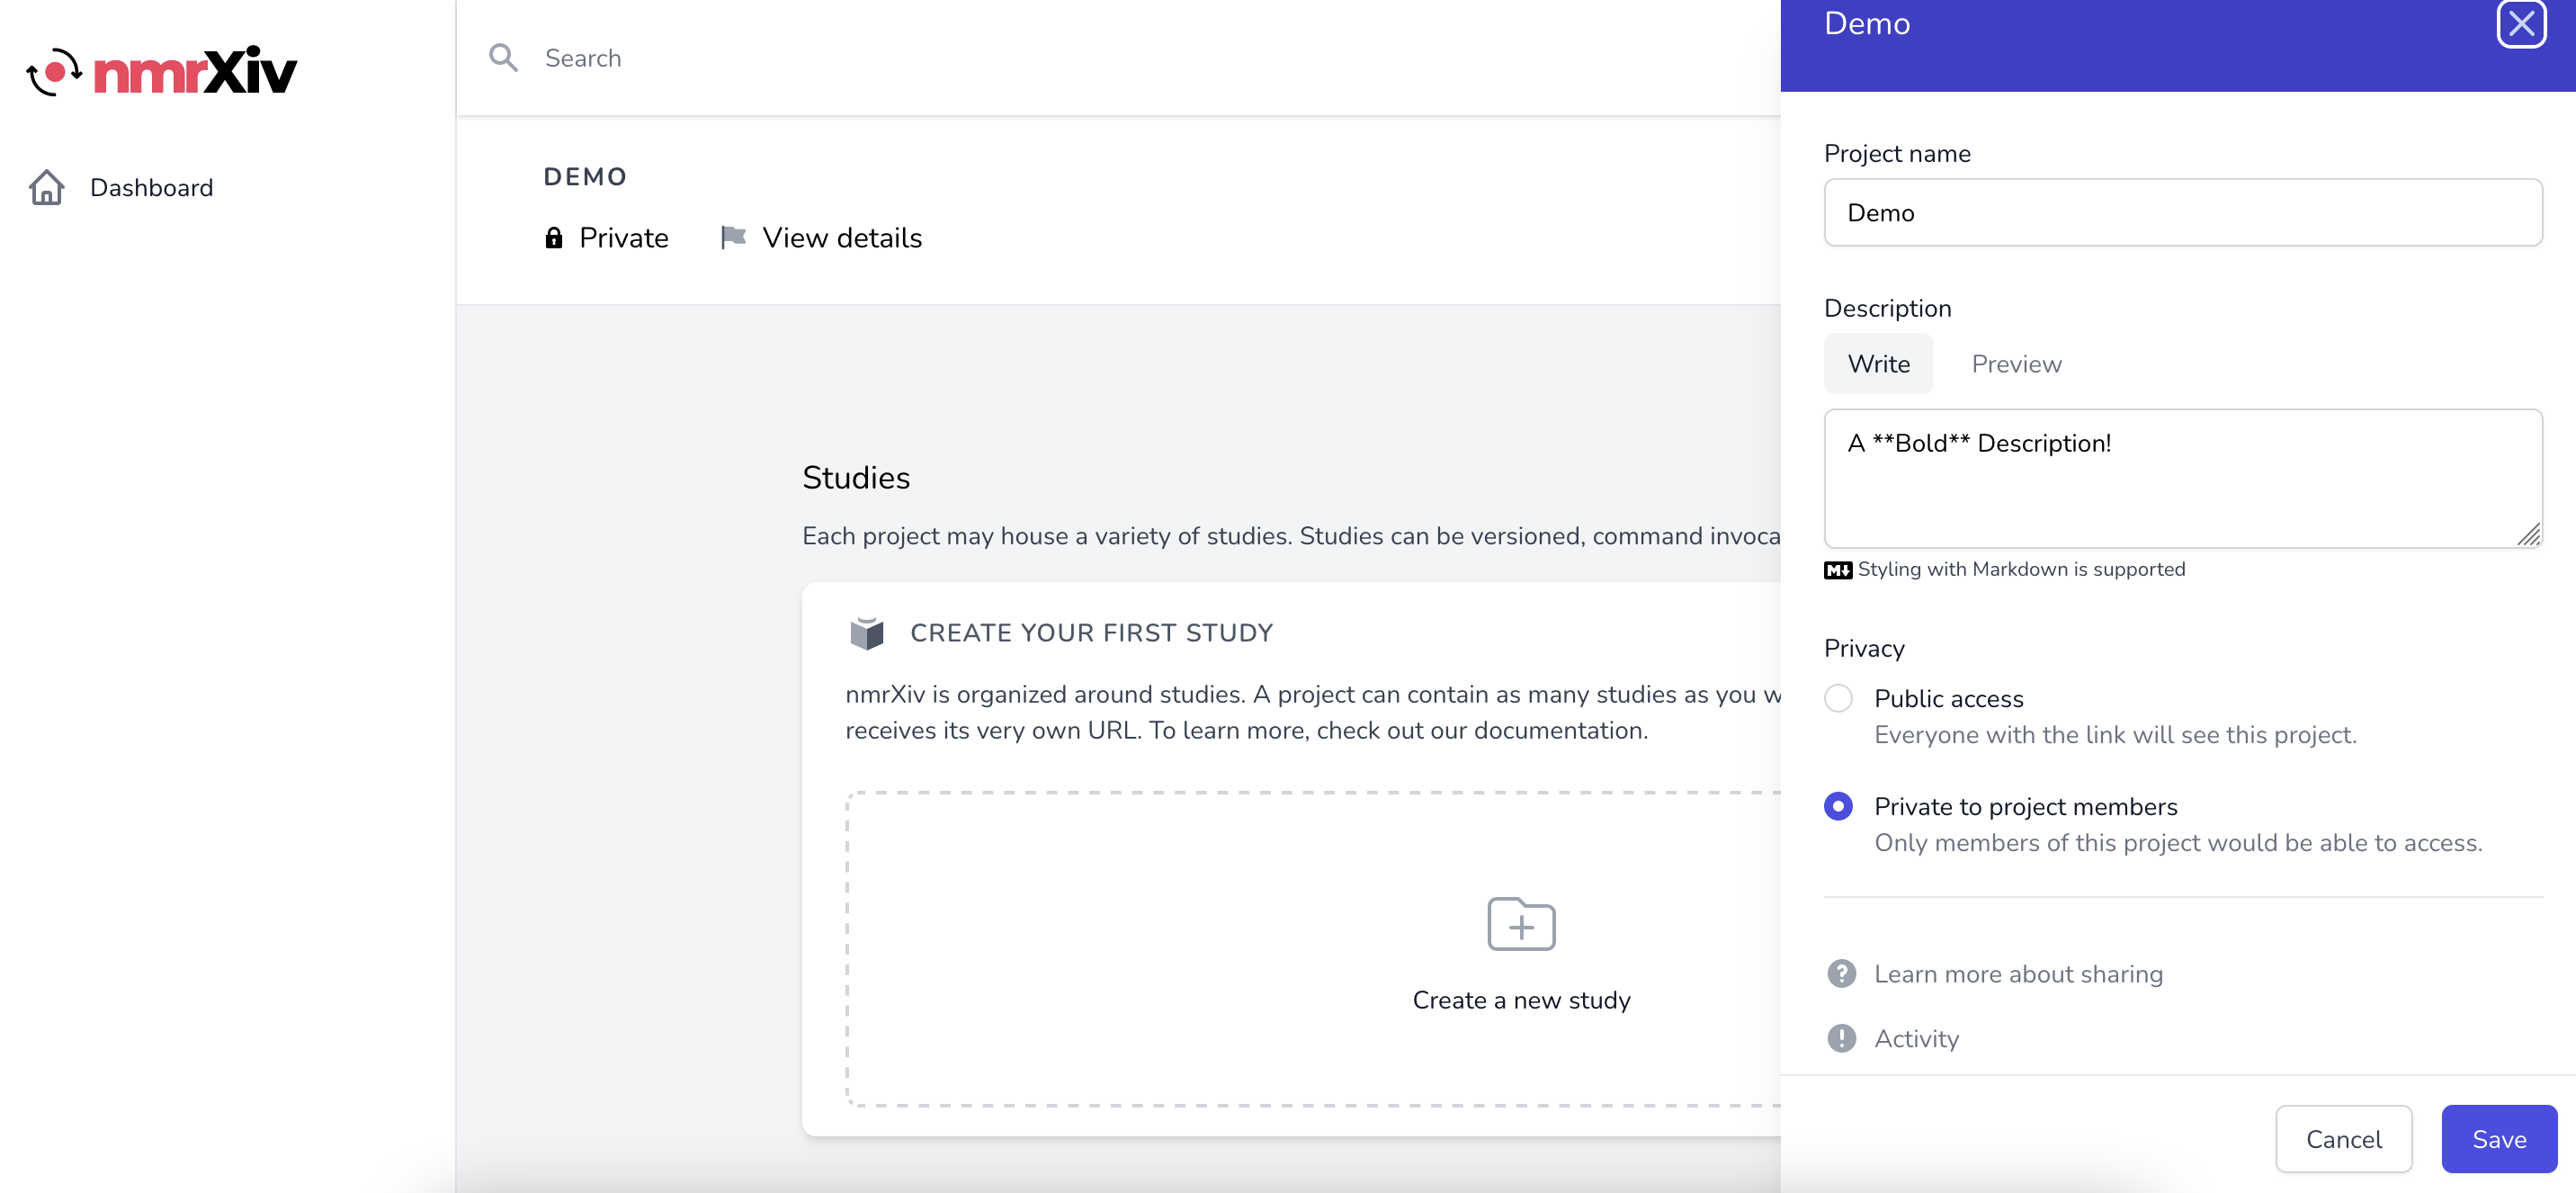 nmrXiv
Dashboard
Search
DEMO
Private View details
Studies
Each project may house a variety of studies. Studies can be versioned, command
CREATE YOUR FIRST STUDY
nmrXiv is organized around studies. A project can contain as many studies as you
receives its very own URL. To learn more, check out our documentation.
Create a new study
Demo
Project name
Demo
Description
Write Preview
A **Bold** Description!
M Styling with Markdown is supported
Privacy
Public access
Everyone with the link will see this project.
Private to project members
Only members of this project would be able to access.
Learn more about sharing
Activity
Cancel Save